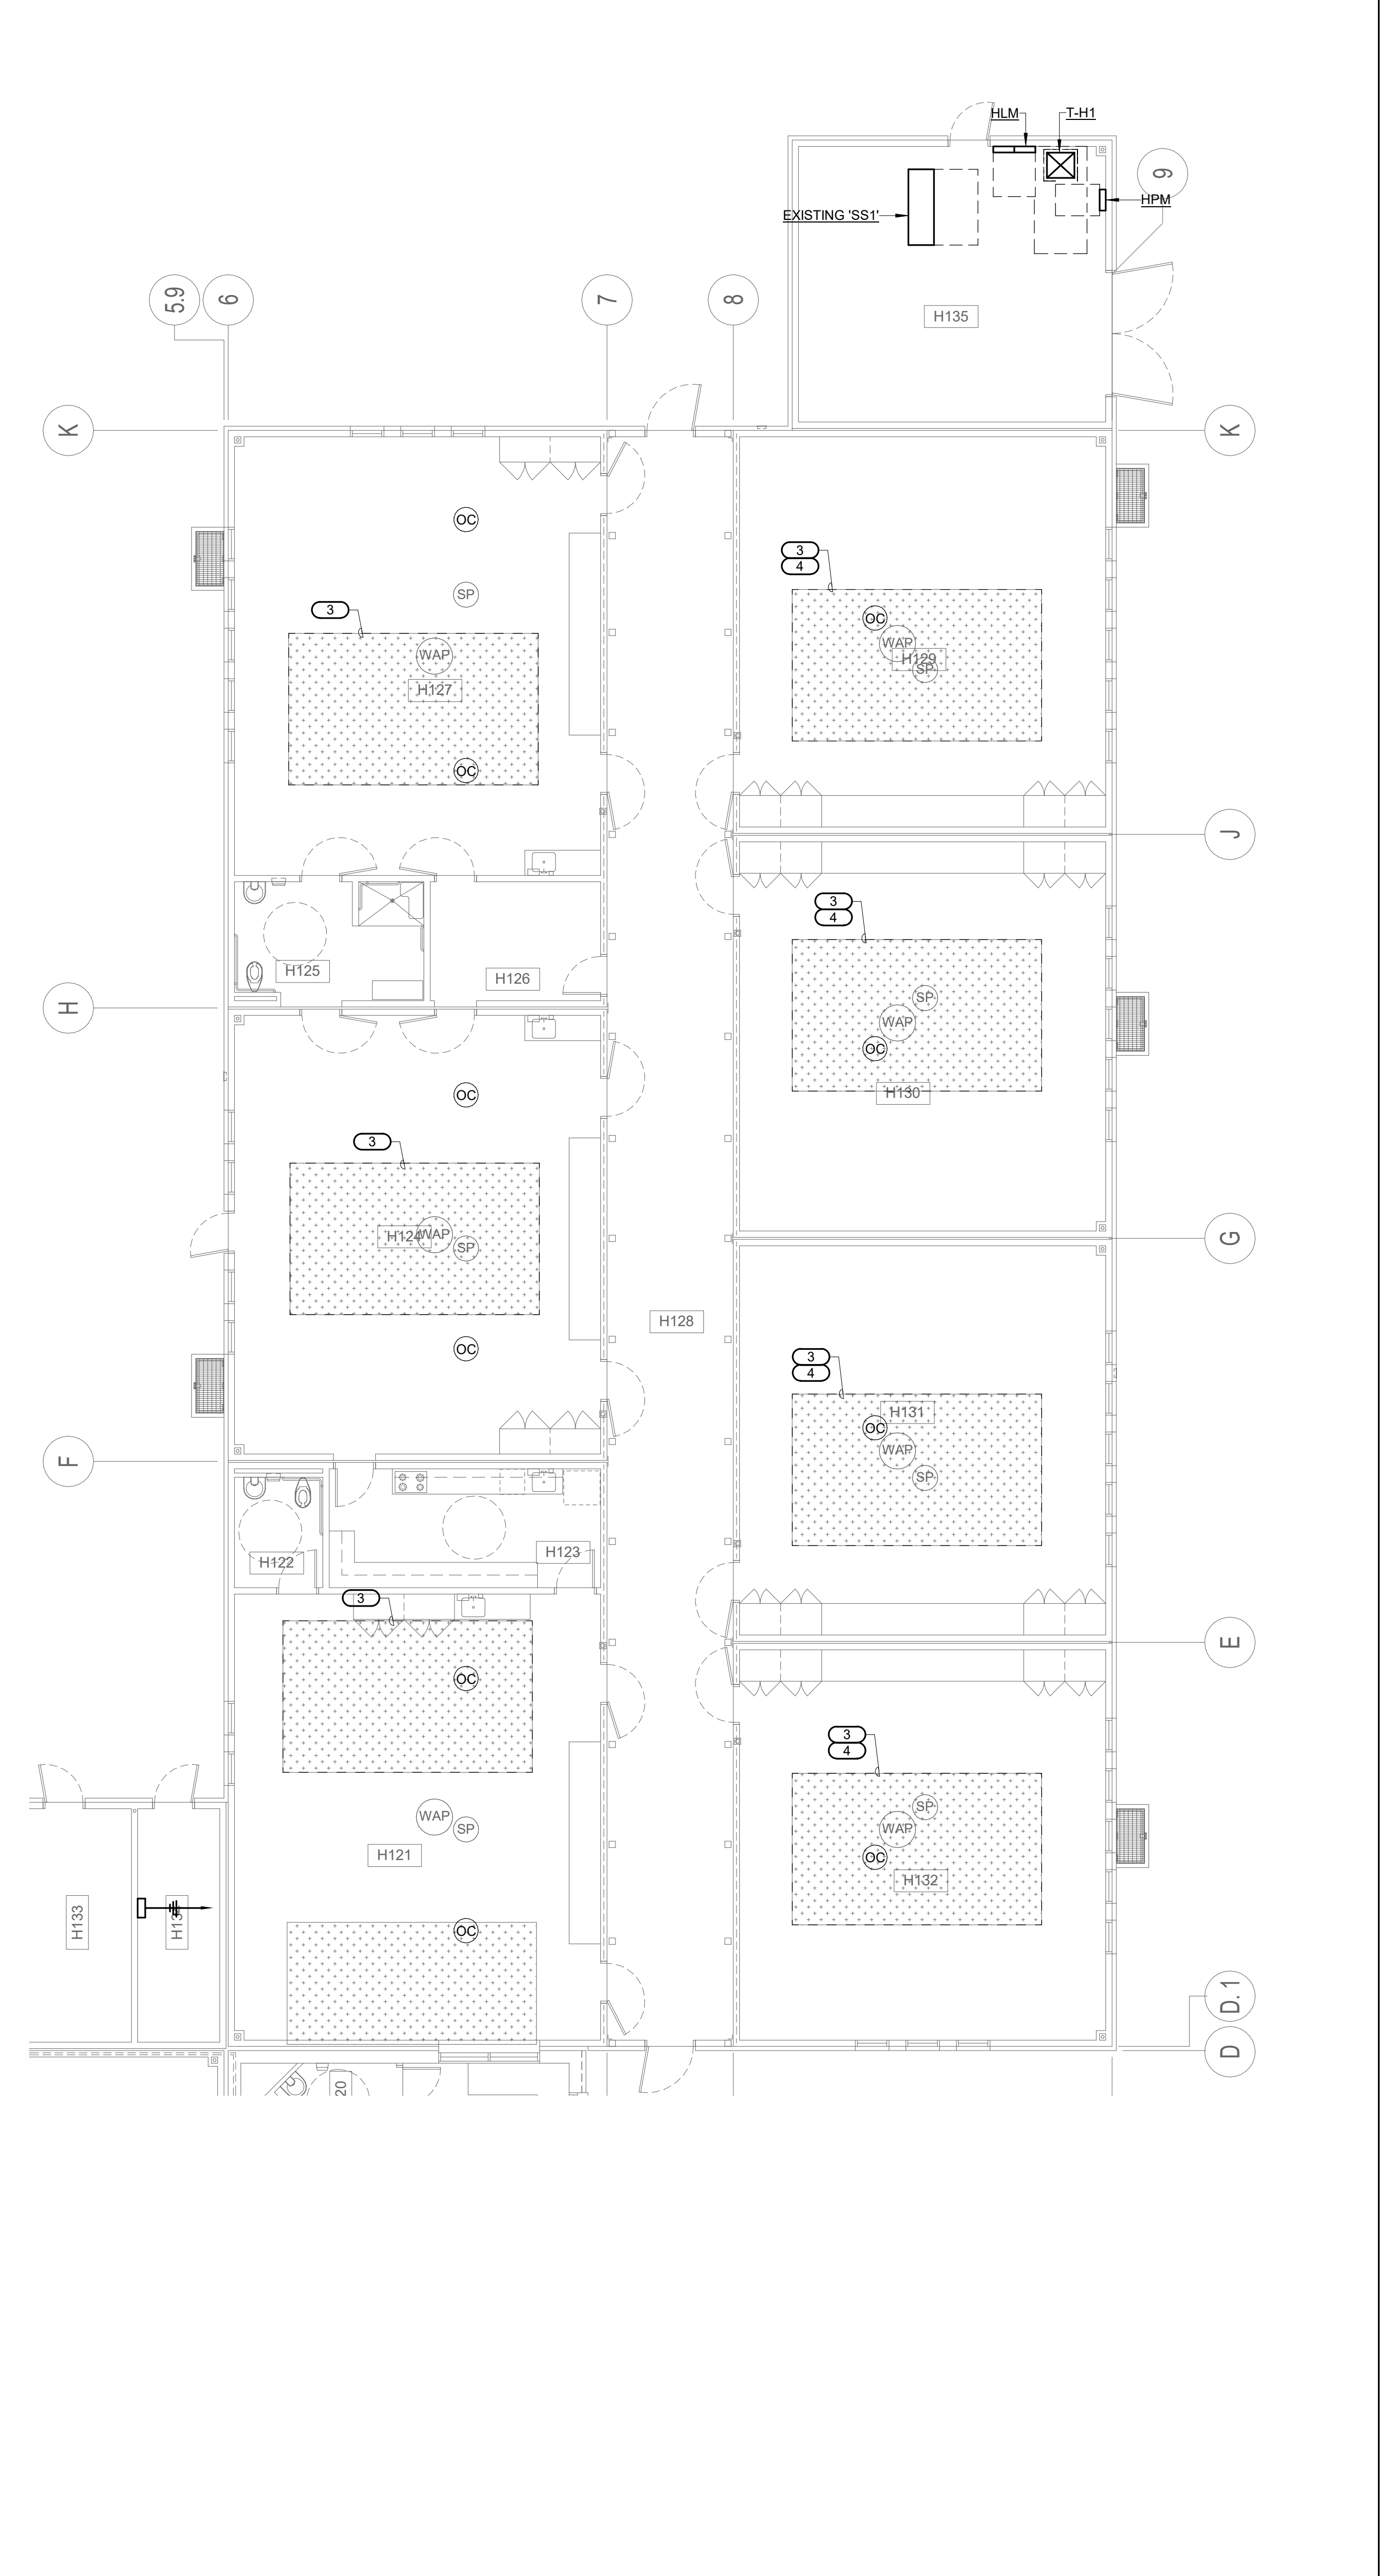 HLM
T-H1
9
HPM
EXISTING 'SS1'
5.9
6
7
8
H135
K
K
OC
3
4
SP
3
OC
WAP
H129
SP
WAP
H127
OC
J
3
4
H125
H126
SP
H
WAP
OC
H130
OC
3
H124
WAP
SP
G
H128
OC
3
4
H131
OC
WAP
SP
F
H123
H122
3
E
OC
3
4
SP
WAP
SP
WAP
H121
OC
H132
H133
OC
D.1
D
20